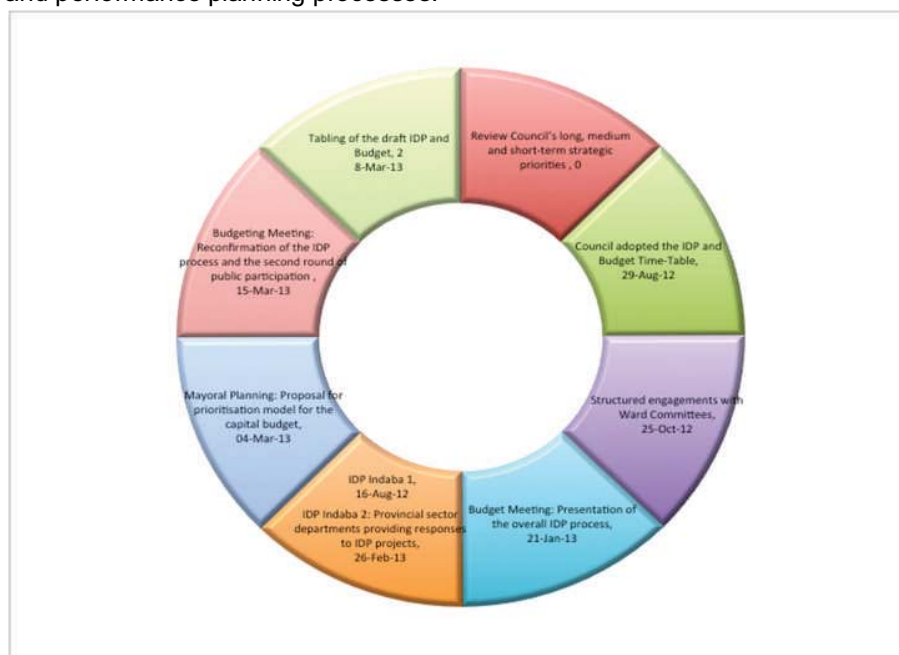 and performance planning processes.
Review Council's long, medium
and short-term strategic
priorities , 0
Council adopted the IDP and
Budget Time-Table,
29-Aug-12
Structured engagements with
Ward Committees,
25-Oct-12
Budget Meeting: Presentation of
the overall IDP process,
21-Jan-13
IDP Indaba 1,
16-Aug-12
IDP Indaba 2: Provincial sector
departments providing responses
to IDP projects,
26-Feb-13
Mayoral Planning: Proposal for
prioritisation model for the
capital budget,
04-Mar-13
Budgeting Meeting:
Reconfirmation of the IDP
process and the second round of
public participation ,
15-Mar-13
Tabling of the draft IDP and
Budget, 2
8-Mar-13